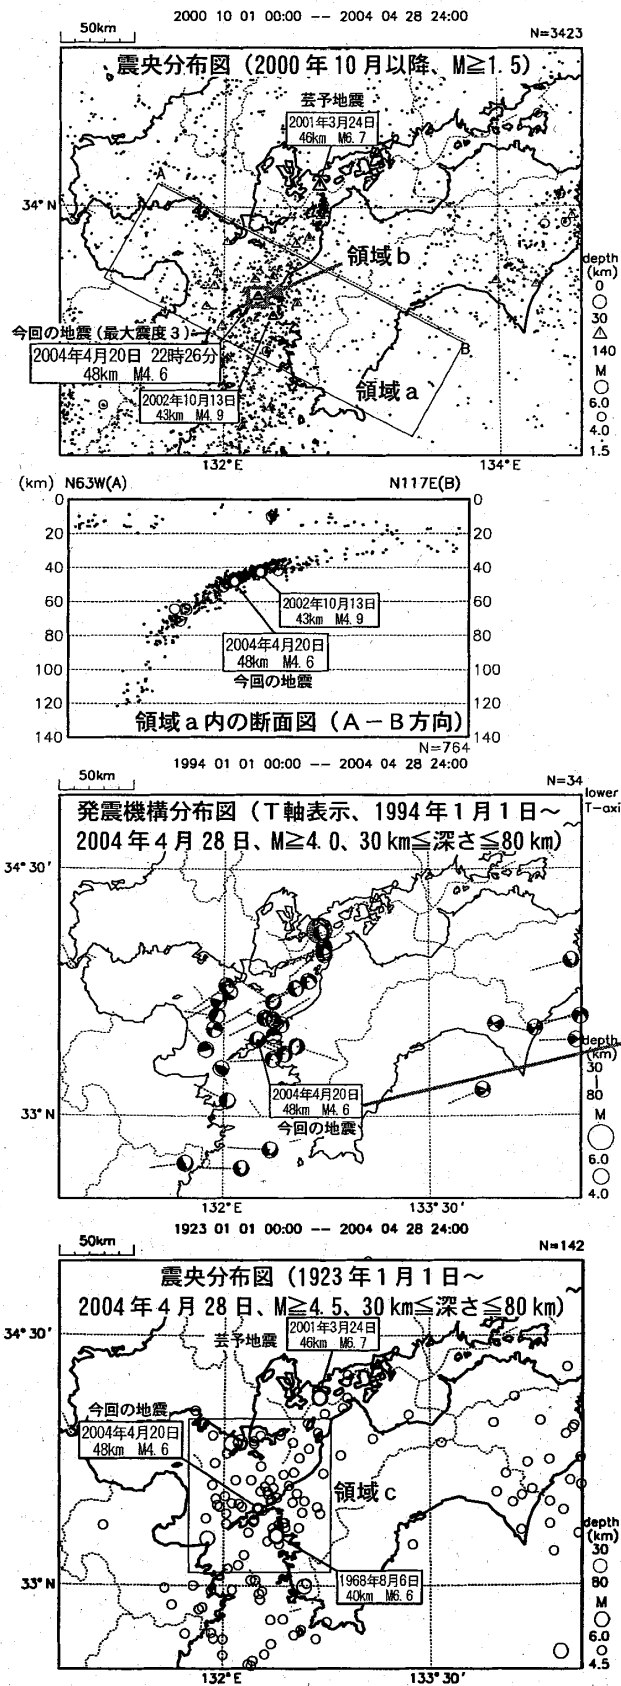 2000 10 01 00:00 -- 2004 04 28 24:00
50km
N=3423
震央分布図（2000年10月以降、M≧1.5）
芸予地震
2001年3月24日
46km M6.7
A
34°N
領域b
depth
(km)
0
30
140
M
6.0
4.0
1.5
今回の地震（最大震度3）
2004年4月20日 22時26分
48km M4.6
B
2002年10月13日
43km M4.9
領域a
132°E
134°E
(km) N63W(A)
N117E(B)
0
0
20
20
40
40
60
60
80
80
100
100
120
120
140
140
2002年10月13日
43km M4.9
2004年4月20日
48km M4.6
今回の地震
領域a内の断面図（A－B方向）
N=764
1994 01 01 00:00 -- 2004 04 28 24:00
50km
N=34
lower
T-axi
発震機構分布図（T軸表示、1994年1月1日～
2004年4月28日、M≧4.0、30km≦深さ≦80km）
34°30'
33°N
2004年4月20日
48km M4.6
今回の地震
depth
(km)
30
80
M
6.0
4.0
132°E
133°30'
1923 01 01 00:00 -- 2004 04 28 24:00
50km
N=142
震央分布図（1923年1月1日～
2004年4月28日、M≧4.5、30km≦深さ≦80km）
34°30'
芸予地震
2001年3月24日
46km M6.7
今回の地震
2004年4月20日
48km M4.6
領域c
33°N
1968年8月6日
40km M6.6
depth
(km)
30
80
M
6.0
4.5
132°E
133°30'